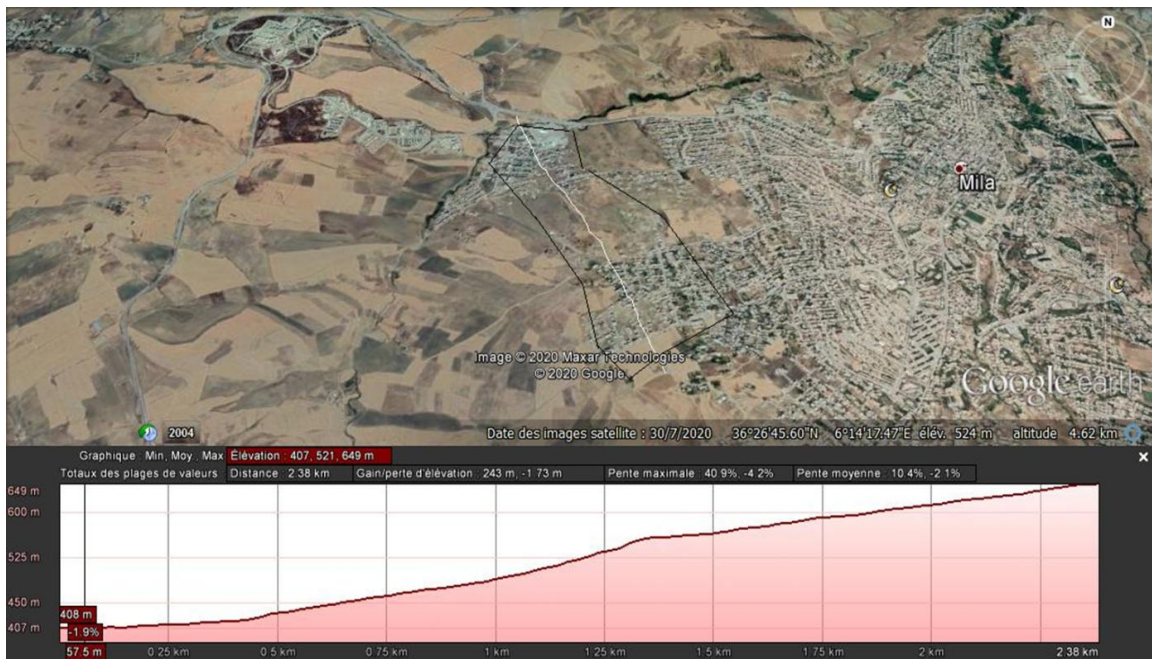 N
Mila
Image © 2020 Maxar Technologies
© 2020 Google
Google earth
2004
Date des images satellite : 30/7/2020 36°26'45.60"N 6°14'17.47"E élév. 524 m altitude 4.62 km
Graphique : Min, Moy, Max Élévation : 407, 521, 649 m
Totaux des plages de valeurs Distance : 2.38 km Gain/perte d'élévation : 243 m, -1.73 m Pente maximale : 40.9%, -4.2% Pente moyenne : 10.4%, -2.1%
649 m
600 m
525 m
450 m
408 m
407 m
-1.9%
57.5 m 0.25 km 0.5 km 0.75 km 1 km 1.25 km 1.5 km 1.75 km 2 km 2.38 km